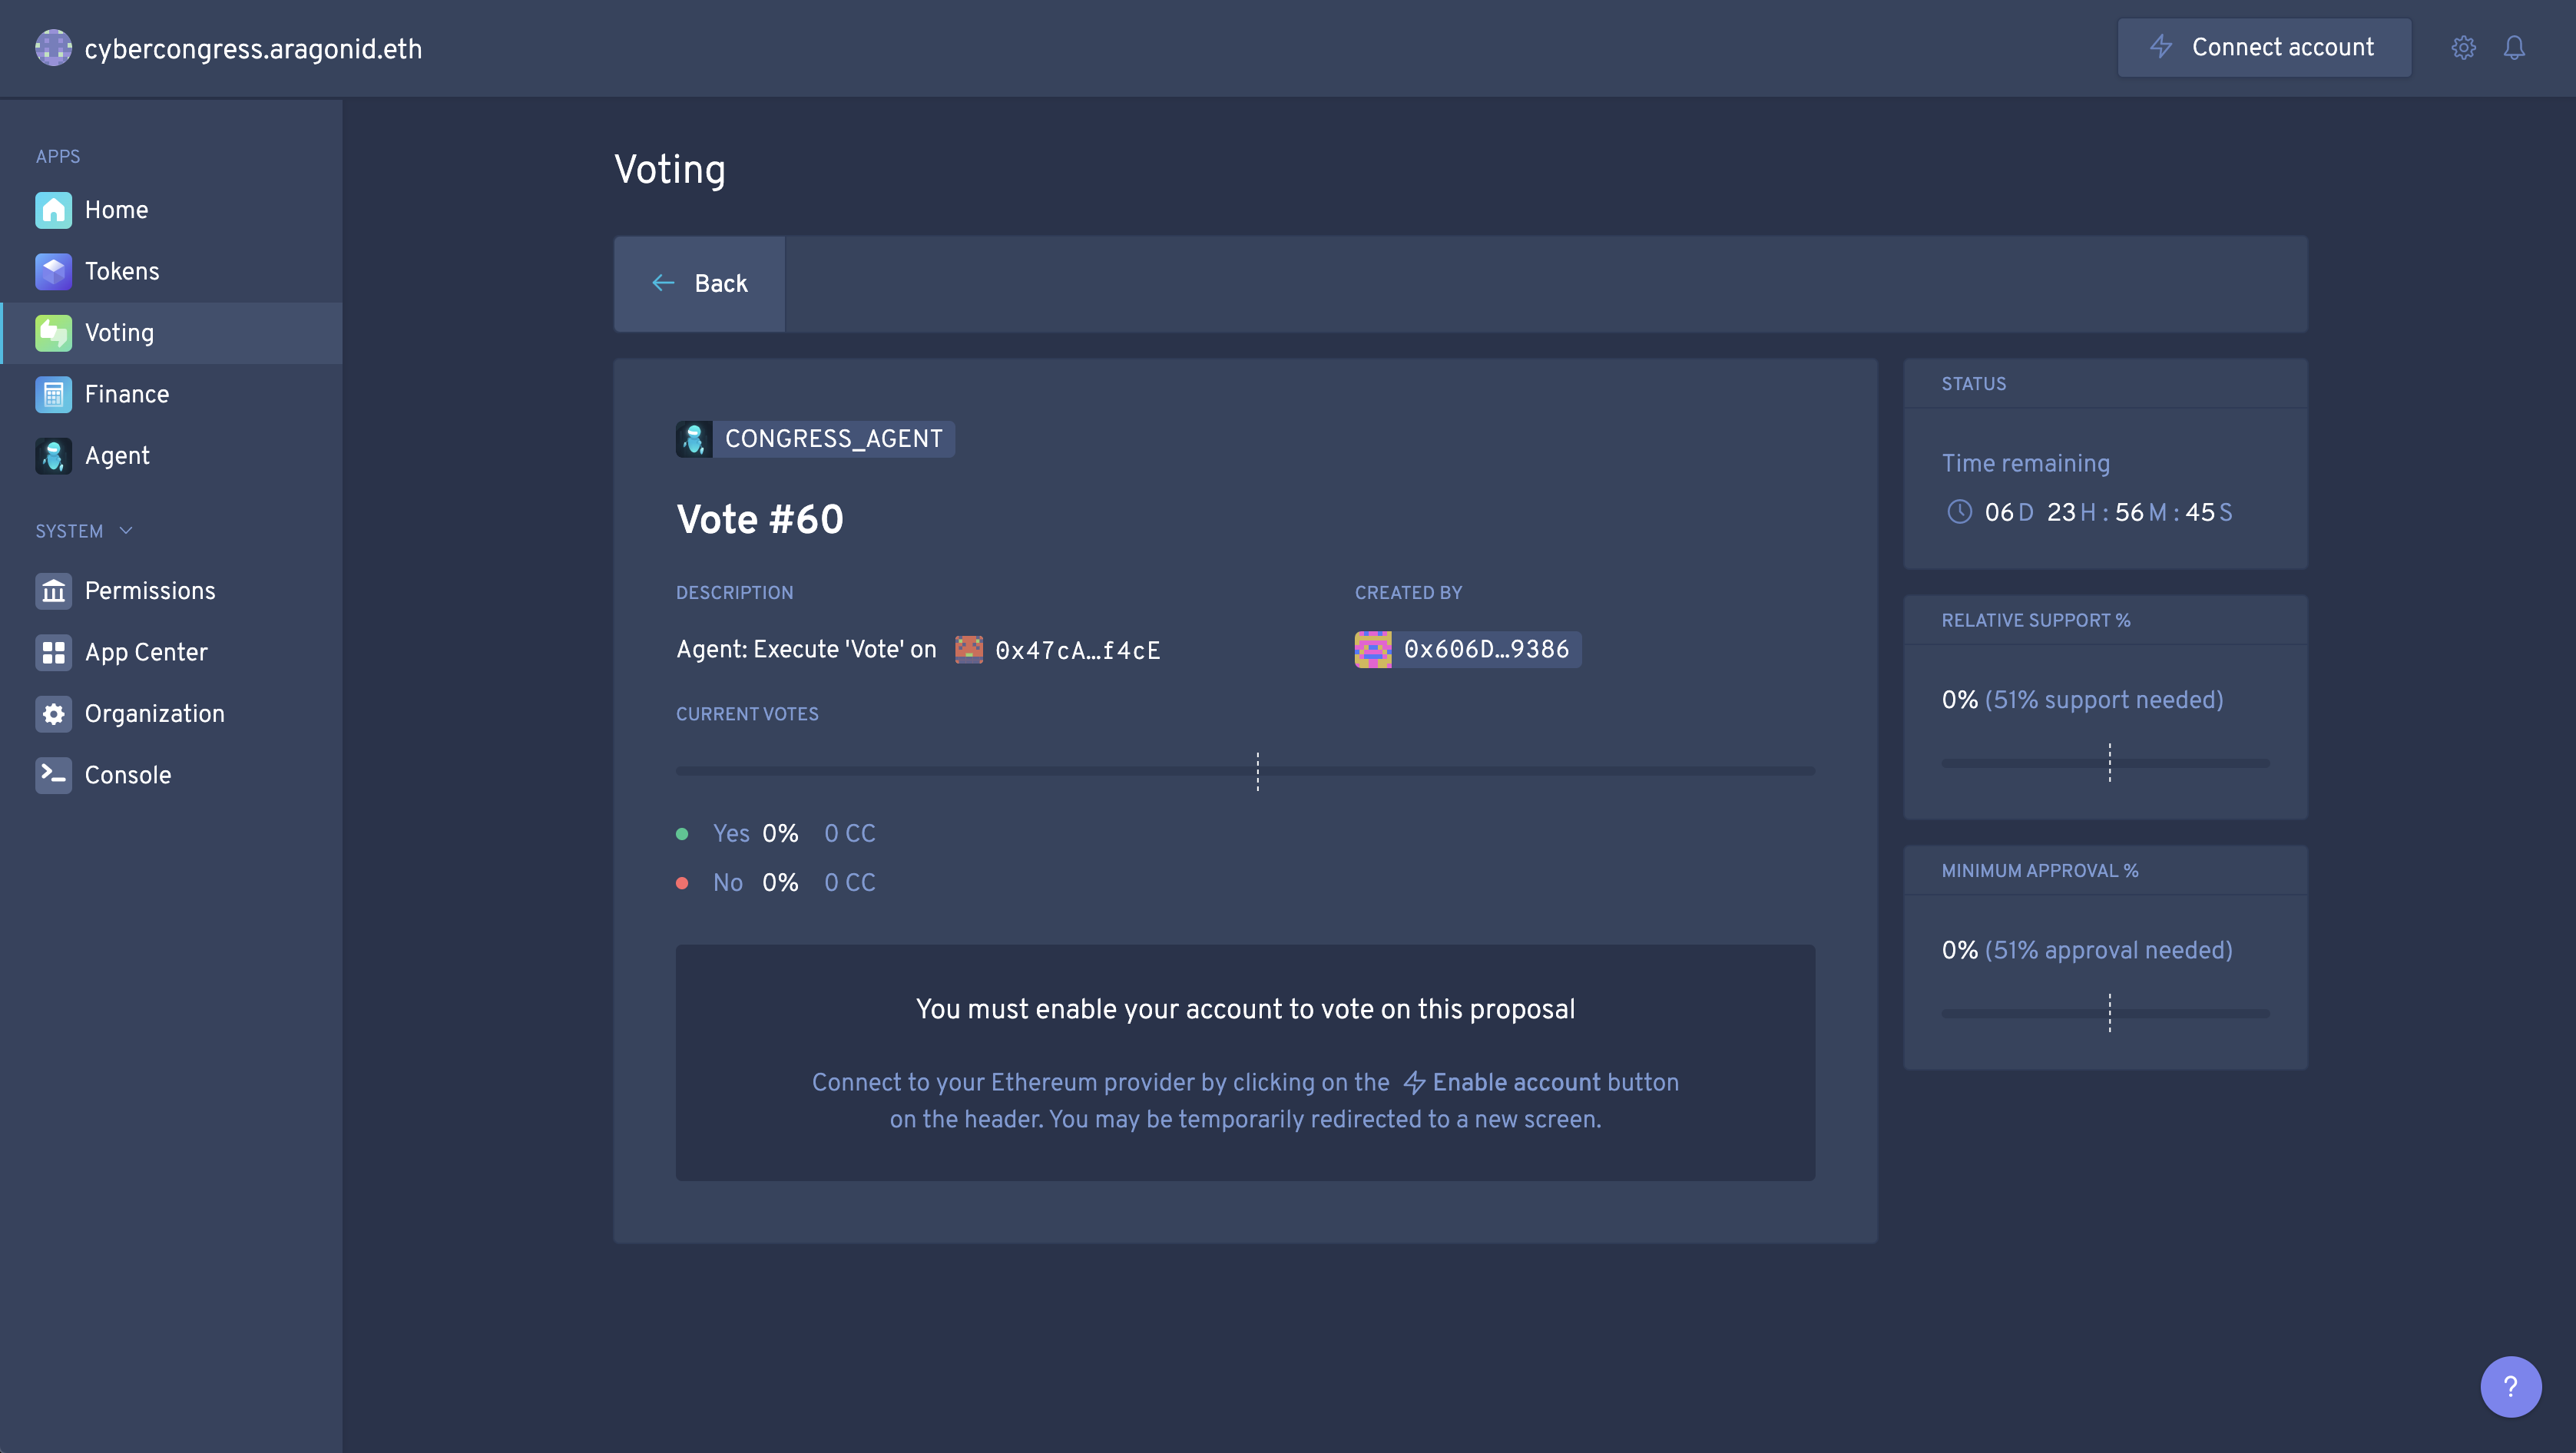 cybercongress.aragonid.eth
Connect account
APPS
Home
Tokens
Voting
Finance
Agent
SYSTEM
Permissions
App Center
Organization
Console
Voting
Back
CONGRESS_AGENT
Vote #60
DESCRIPTION
Agent: Execute 'Vote' on 0x47cA…f4cE
CREATED BY
0x606D…9386
CURRENT VOTES
Yes 0% 0 CC
No 0% 0 CC
You must enable your account to vote on this proposal
Connect to your Ethereum provider by clicking on the Enable account button
on the header. You may be temporarily redirected to a new screen.
STATUS
Time remaining
06 D 23 H : 56 M : 45 S
RELATIVE SUPPORT %
0% (51% support needed)
MINIMUM APPROVAL %
0% (51% approval needed)
?